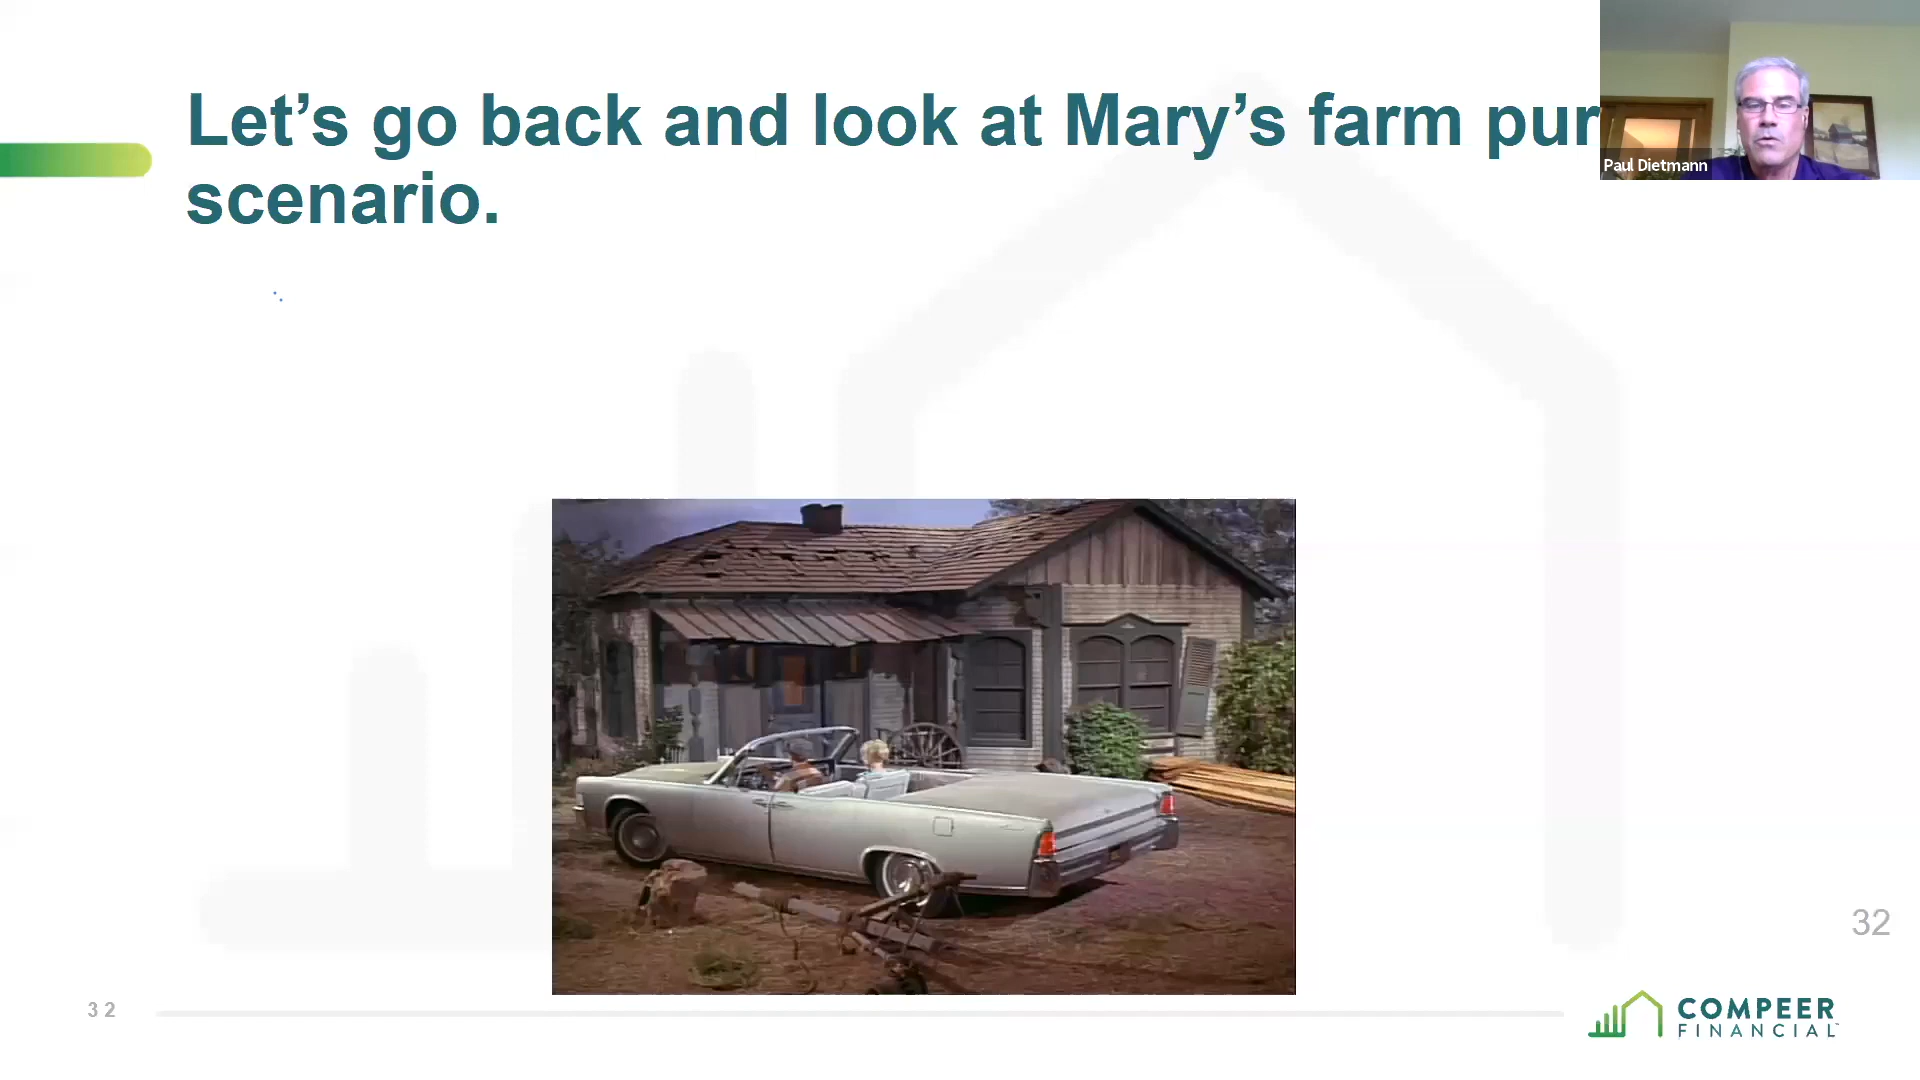 Let’s go back and look at Mary’s farm pur
scenario.
Paul Dietmann
32
32
COMPEER
FINANCIAL